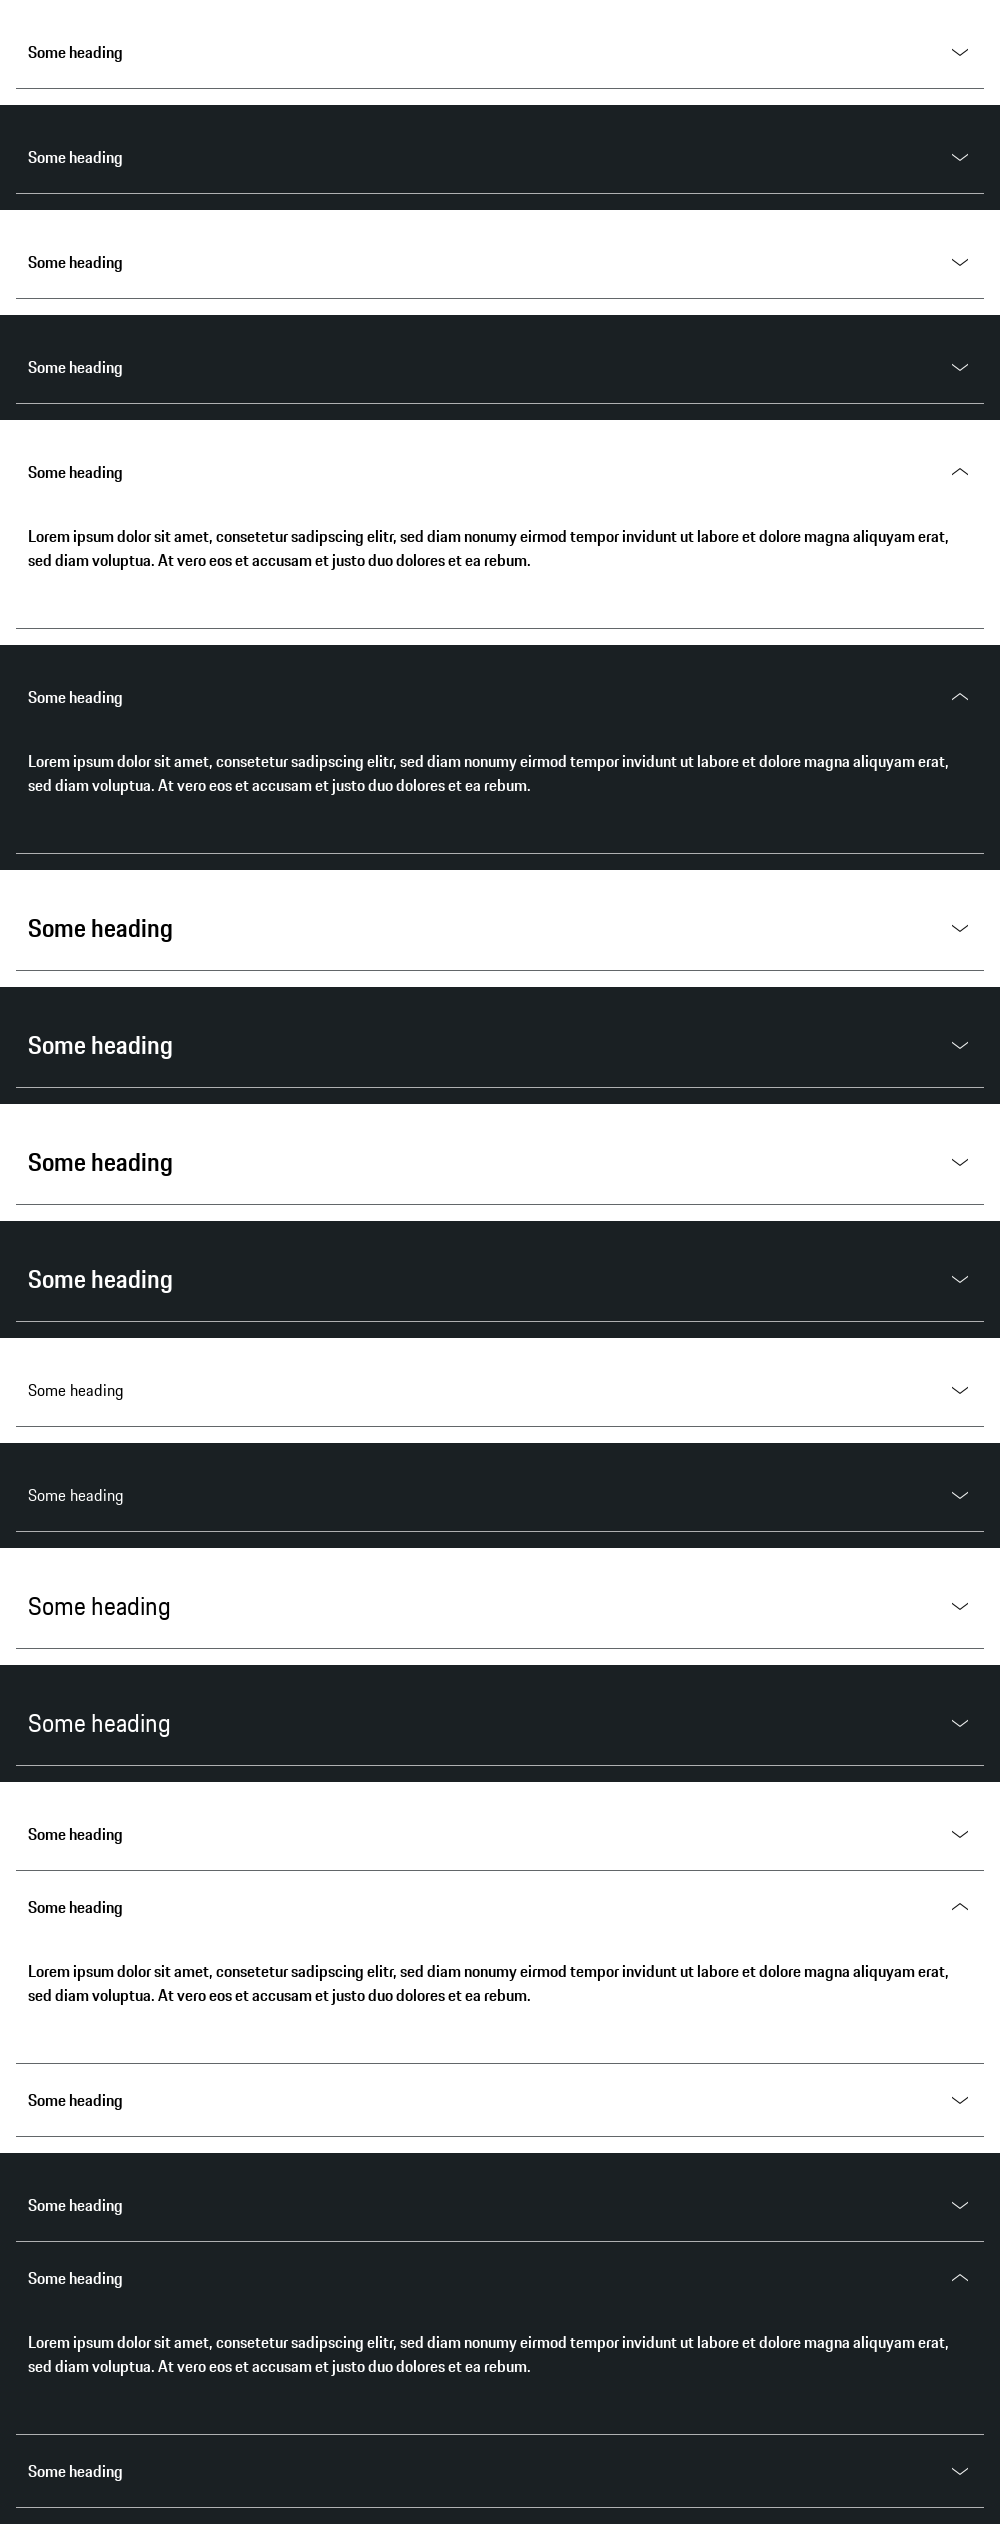 Some heading
Some heading
Some heading
Some heading
Some heading
Lorem ipsum dolor sit amet, consetetur sadipscing elitr, sed diam nonumy eirmod tempor invidunt ut labore et dolore magna aliquyam erat,
sed diam voluptua. At vero eos et accusam et justo duo dolores et ea rebum.
Some heading
Lorem ipsum dolor sit amet, consetetur sadipscing elitr, sed diam nonumy eirmod tempor invidunt ut labore et dolore magna aliquyam erat,
sed diam voluptua. At vero eos et accusam et justo duo dolores et ea rebum.
Some heading
Some heading
Some heading
Some heading
Some heading
Some heading
Some heading
Some heading
Some heading
Some heading
Lorem ipsum dolor sit amet, consetetur sadipscing elitr, sed diam nonumy eirmod tempor invidunt ut labore et dolore magna aliquyam erat,
sed diam voluptua. At vero eos et accusam et justo duo dolores et ea rebum.
Some heading
Some heading
Some heading
Lorem ipsum dolor sit amet, consetetur sadipscing elitr, sed diam nonumy eirmod tempor invidunt ut labore et dolore magna aliquyam erat,
sed diam voluptua. At vero eos et accusam et justo duo dolores et ea rebum.
Some heading